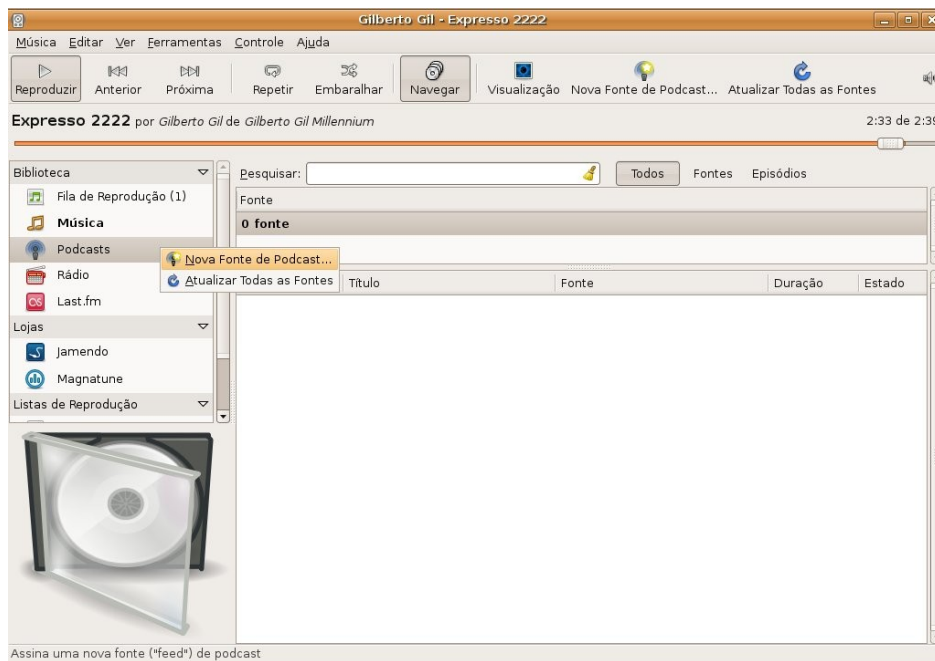 Gilberto Gil - Expresso 2222
Música Editar Ver Ferramentas Controle Ajuda
Reproduzir Anterior Próxima Repetir Embaralhar Navegar Visualização Nova Fonte de Podcast... Atualizar Todas as Fontes
Expresso 2222 por Gilberto Gil de Gilberto Gil Millennium 2:33 de 2:39
Biblioteca
Fila de Reprodução (1)
Música
Podcasts
Rádio
Last.fm
Lojas
Jamendo
Magnatune
Listas de Reprodução
Pesquisar: Todos Fontes Episódios
Fonte
0 fonte
Nova Fonte de Podcast...
Atualizar Todas as Fontes
Título Fonte Duração Estado
Assina uma nova fonte ("feed") de podcast